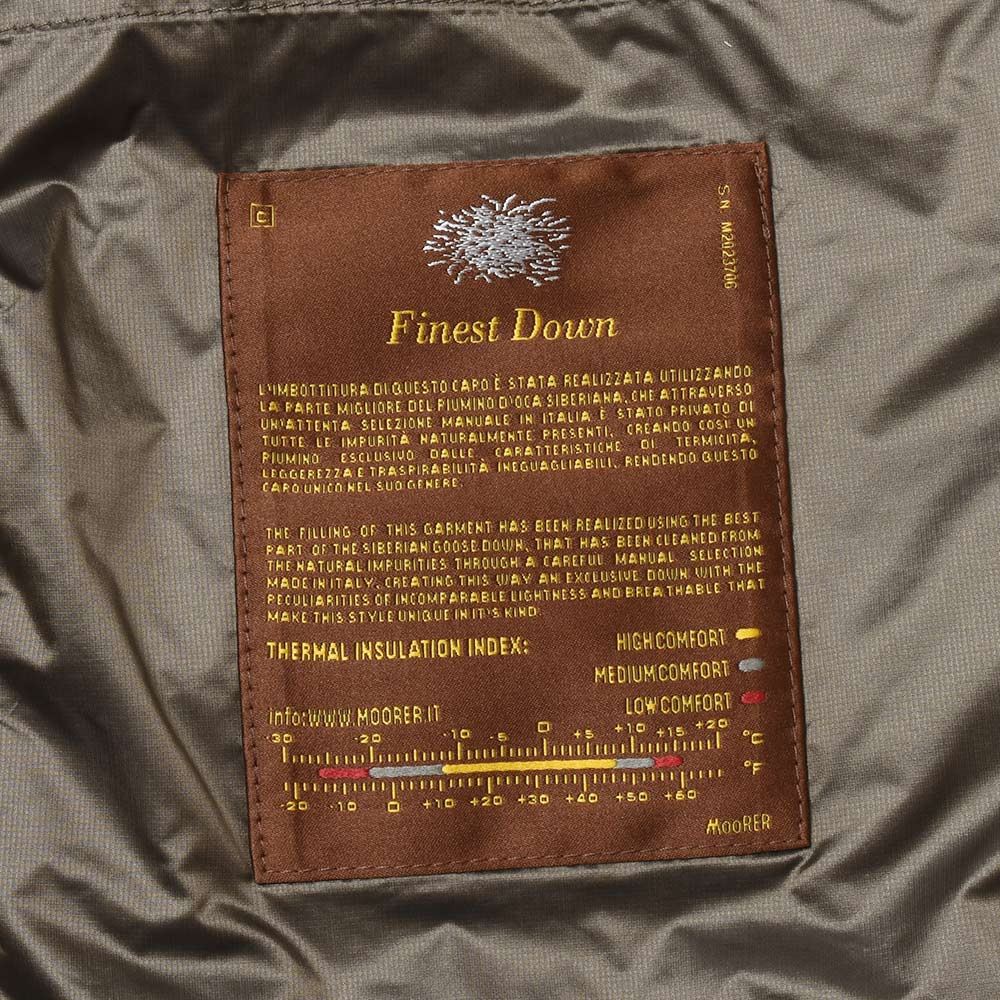 C
SN M2023706
Finest Down
L'IMBOTTITURA DI QUESTO CAPO È STATA REALIZZATA UTILIZZANDO
LA PARTE MIGLIORE DEL PIUMINO D'OCA SIBERIANA, CHE ATTRAVERSO
UN'ATTENTA SELEZIONE MANUALE IN ITALIA È STATO PRIVATO DI
TUTTE LE IMPURITÀ NATURALMENTE PRESENTI, CREANDO COSI UN
PIUMINO ESCLUSIVO DALLE CARATTERISTICHE DI TERMICITÀ,
LEGGEREZZA E TRASPIRABILITÀ INEGUAGLIABILI, RENDENDO QUESTO
CAPO UNICO NEL SUO GENERE.
THE FILLING OF THIS GARMENT HAS BEEN REALIZED USING THE BEST
PART OF THE SIBERIAN GOOSE DOWN, THAT HAS BEEN CLEANED FROM
THE NATURAL IMPURITIES THROUGH A CAREFUL MANUAL SELECTION
MADE IN ITALY, CREATING THIS WAY AN EXCLUSIVE DOWN WITH THE
PECULIARITIES OF INCOMPARABLE LIGHTNESS AND BREATHABLE THAT
MAKE THIS STYLE UNIQUE IN IT'S KIND.
THERMAL INSULATION INDEX:
HIGH COMFORT
MEDIUM COMFORT
LOW COMFORT
info:WWW.MOORER.IT
-30 -20 -10 -5 0 +5 +10 +15 +20 °C
°F
-20 -10 0 +10 +20 +30 +40 +50 +60
MooRER